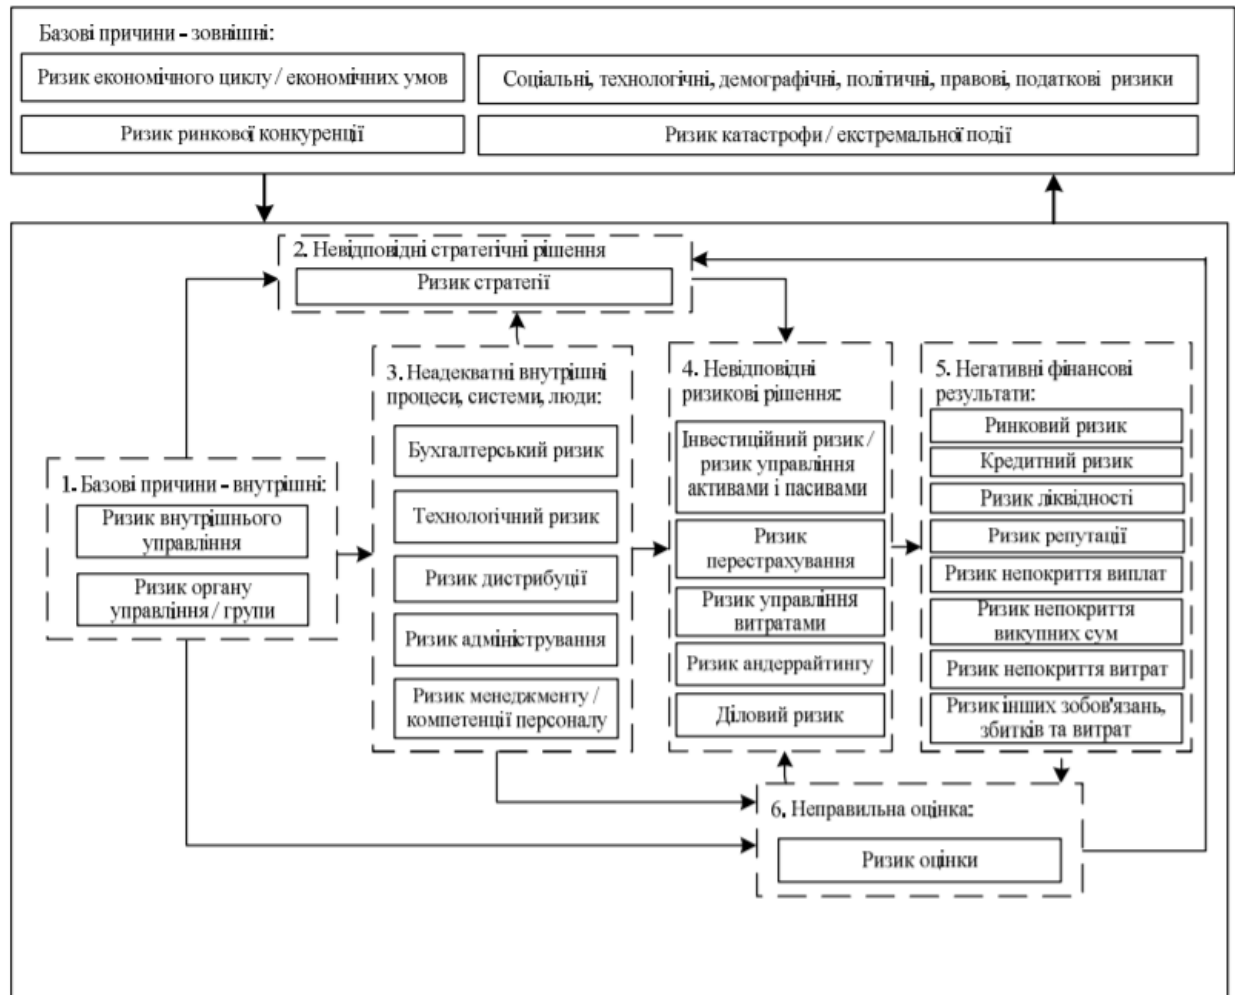 Базові причини – зовнішні:
Ризик економічного циклу / економічних умов
Соціальні, технологічні, демографічні, політичні, правові, податкові ризики
Ризик ринкової конкуренції
Ризик катастрофи / екстремальної події
2. Невідповідні стратегічні рішення
Ризик стратегії
3. Неадекватні внутрішні
процеси, системи, люди:
Бухгалтерський ризик
Технологічний ризик
Ризик дистрибуції
Ризик адміністрування
Ризик менеджменту /
компетенції персоналу
4. Невідповідні
ризикові рішення:
Інвестиційний ризик /
ризик управління
активами і пасивами
Ризик
перестрахування
Ризик управління
витратами
Ризик андеррайтингу
Діловий ризик
5. Негативні фінансові
результати:
Ринковий ризик
Кредитний ризик
Ризик ліквідності
Ризик репутації
Ризик непокриття виплат
Ризик непокриття
викупних сум
Ризик непокриття витрат
Ризик інших зобов'язань,
збитків та витрат
1. Базові причини – внутрішні:
Ризик внутрішнього
управління
Ризик органу
управління / групи
6. Неправильна оцінка:
Ризик оцінки